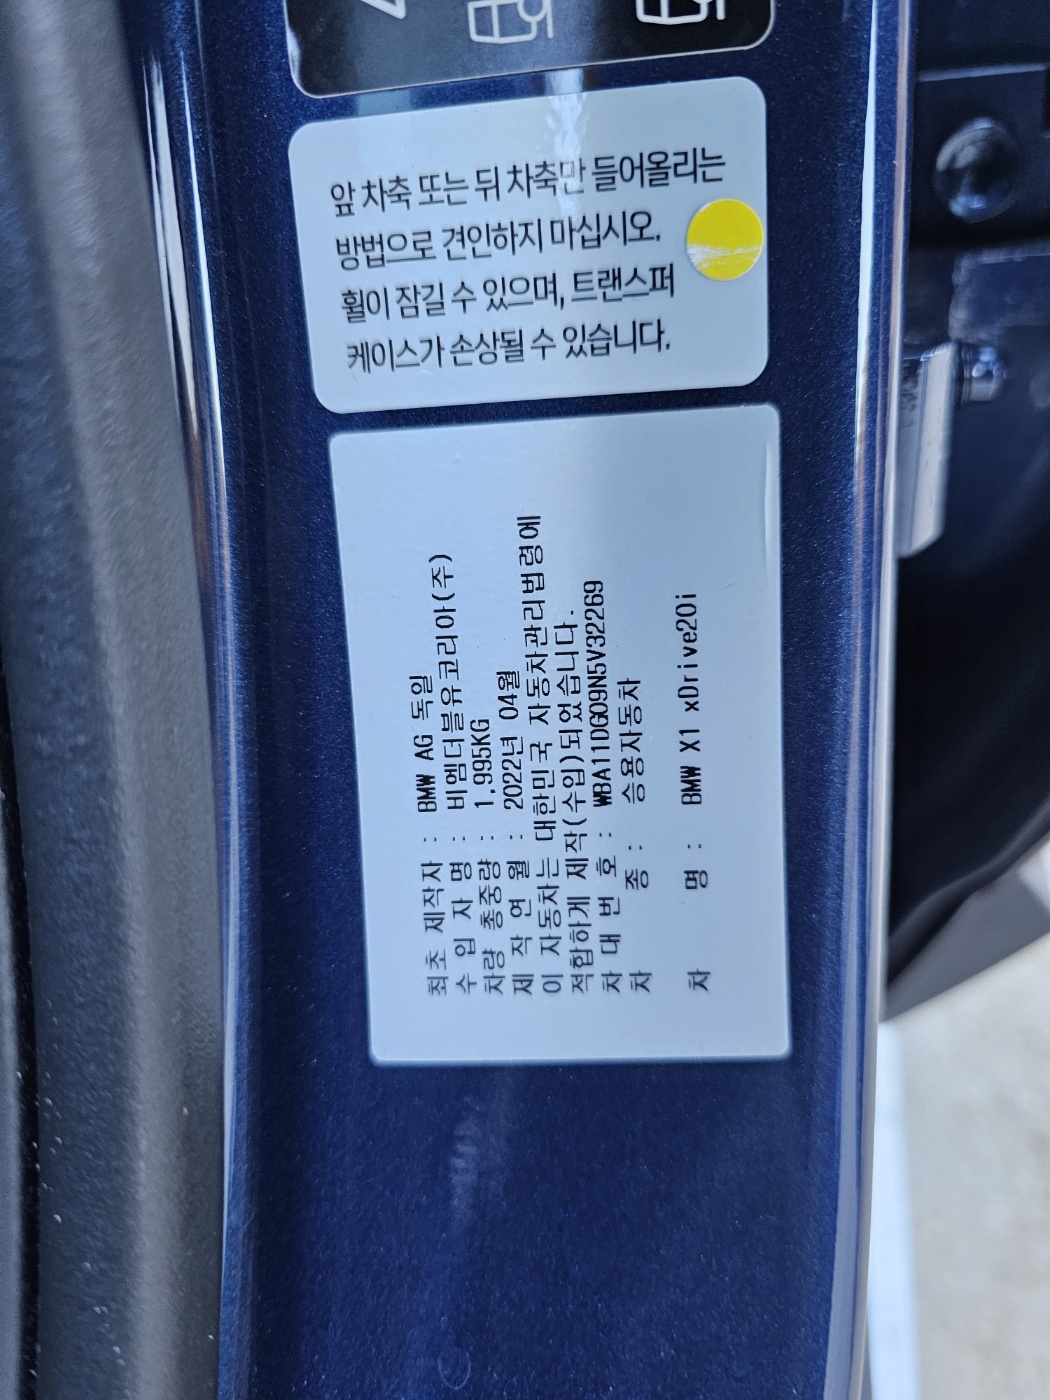 앞 차축 또는 뒤 차축만 들어올리는
방법으로 견인하지 마십시오.
휠이 잠길 수 있으며, 트랜스퍼
케이스가 손상될 수 있습니다.
최초 제작자 : BMW AG 독일
수 입 자 명 : 비엠더블유코리아(주)
차량 총중량 : 1,995KG
제 작 연 월 : 2022년 04월
이 자동차는 대한민국 자동차관리법령에
적합하게 제작(수입)되었습니다.
차 대 번 호 : WBA11DG09N5V32269
차 종 : 승용자동차
차 명 : BMW X1 xDrive20i